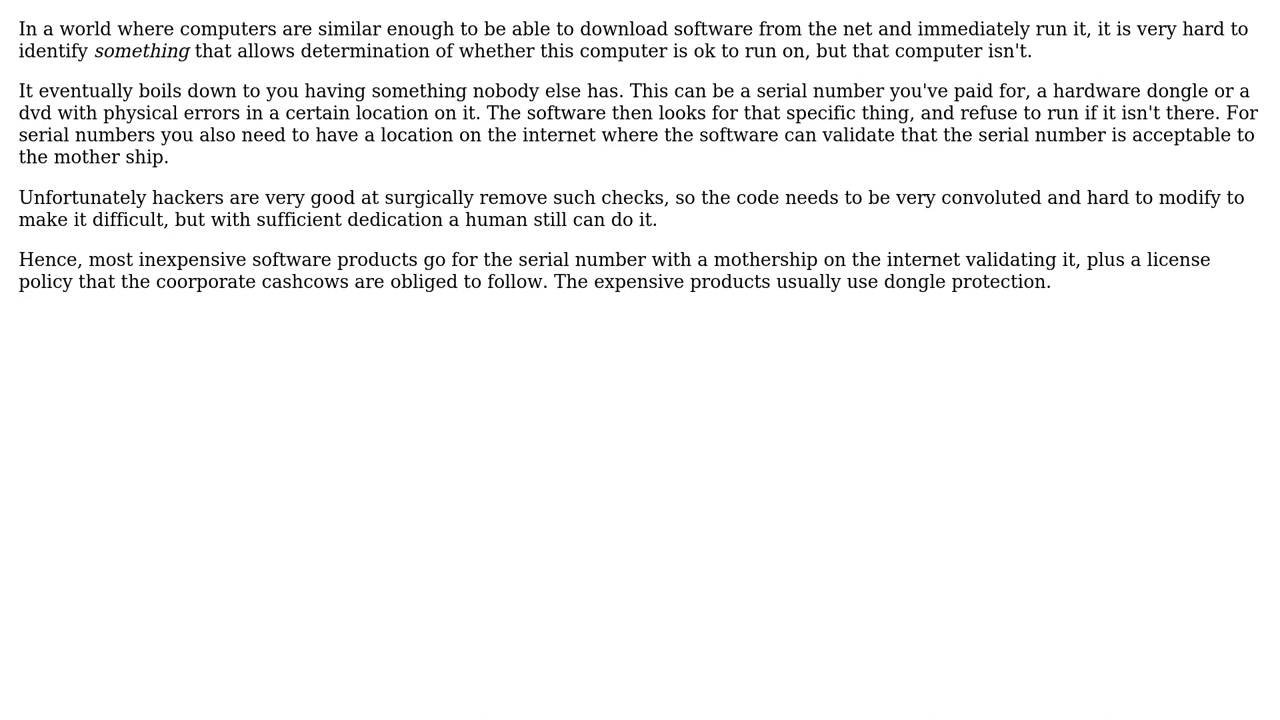 In a world where computers are similar enough to be able to download software from the net and immediately run it, it is very hard to
identify something that allows determination of whether this computer is ok to run on, but that computer isn't.
It eventually boils down to you having something nobody else has. This can be a serial number you've paid for, a hardware dongle or a
dvd with physical errors in a certain location on it. The software then looks for that specific thing, and refuse to run if it isn't there. For
serial numbers you also need to have a location on the internet where the software can validate that the serial number is acceptable to
the mother ship.
Unfortunately hackers are very good at surgically remove such checks, so the code needs to be very convoluted and hard to modify to
make it difficult, but with sufficient dedication a human still can do it.
Hence, most inexpensive software products go for the serial number with a mothership on the internet validating it, plus a license
policy that the coorporate cashcows are obliged to follow. The expensive products usually use dongle protection.